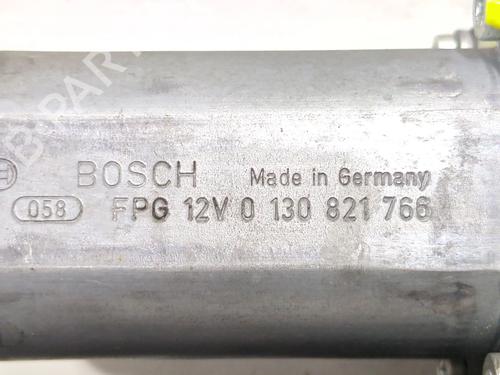 BOSCH Made in Germany
058 FPG 12V 0 130 821 766